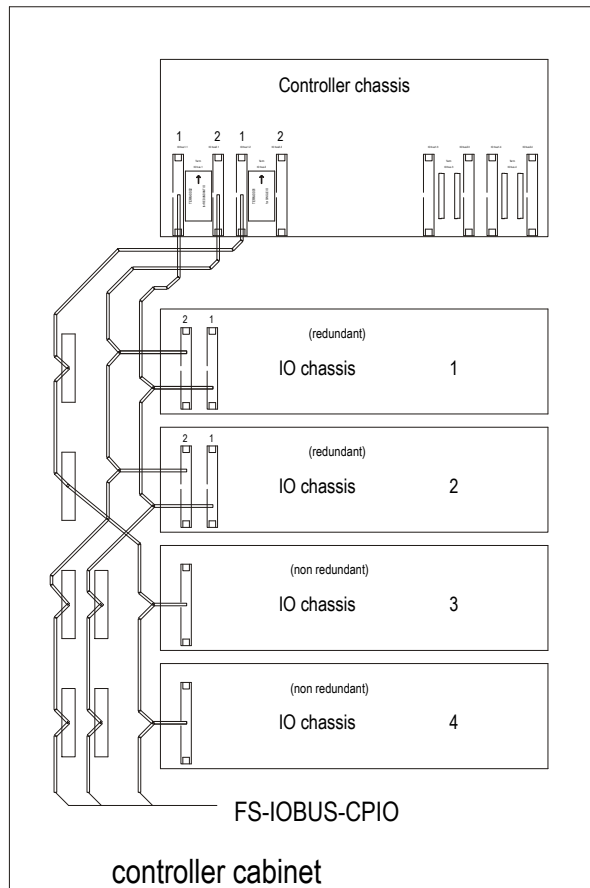 Controller chassis
1 2 1 2
2 1
(redundant)
IO chassis 1
2 1
(redundant)
IO chassis 2
(non redundant)
IO chassis 3
(non redundant)
IO chassis 4
FS-IOBUS-CPIO
controller cabinet